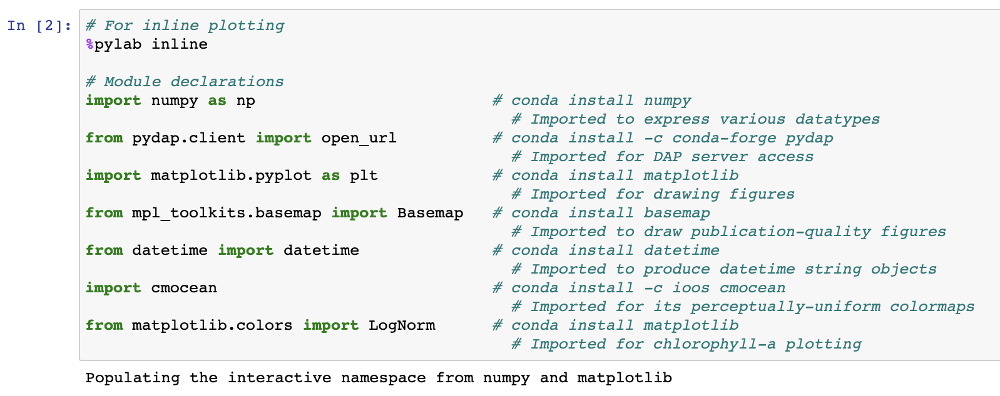 In [2]: # For inline plotting
%pylab inline
# Module declarations
import numpy as np # conda install numpy
# Imported to express various datatypes
from pydap.client import open_url # conda install -c conda-forge pydap
# Imported for DAP server access
import matplotlib.pyplot as plt # conda install matplotlib
# Imported for drawing figures
from mpl_toolkits.basemap import Basemap # conda install basemap
# Imported to draw publication-quality figures
from datetime import datetime # conda install datetime
# Imported to produce datetime string objects
import cmocean # conda install -c ioos cmocean
# Imported for its perceptually-uniform colormaps
from matplotlib.colors import LogNorm # conda install matplotlib
# Imported for chlorophyll-a plotting
Populating the interactive namespace from numpy and matplotlib